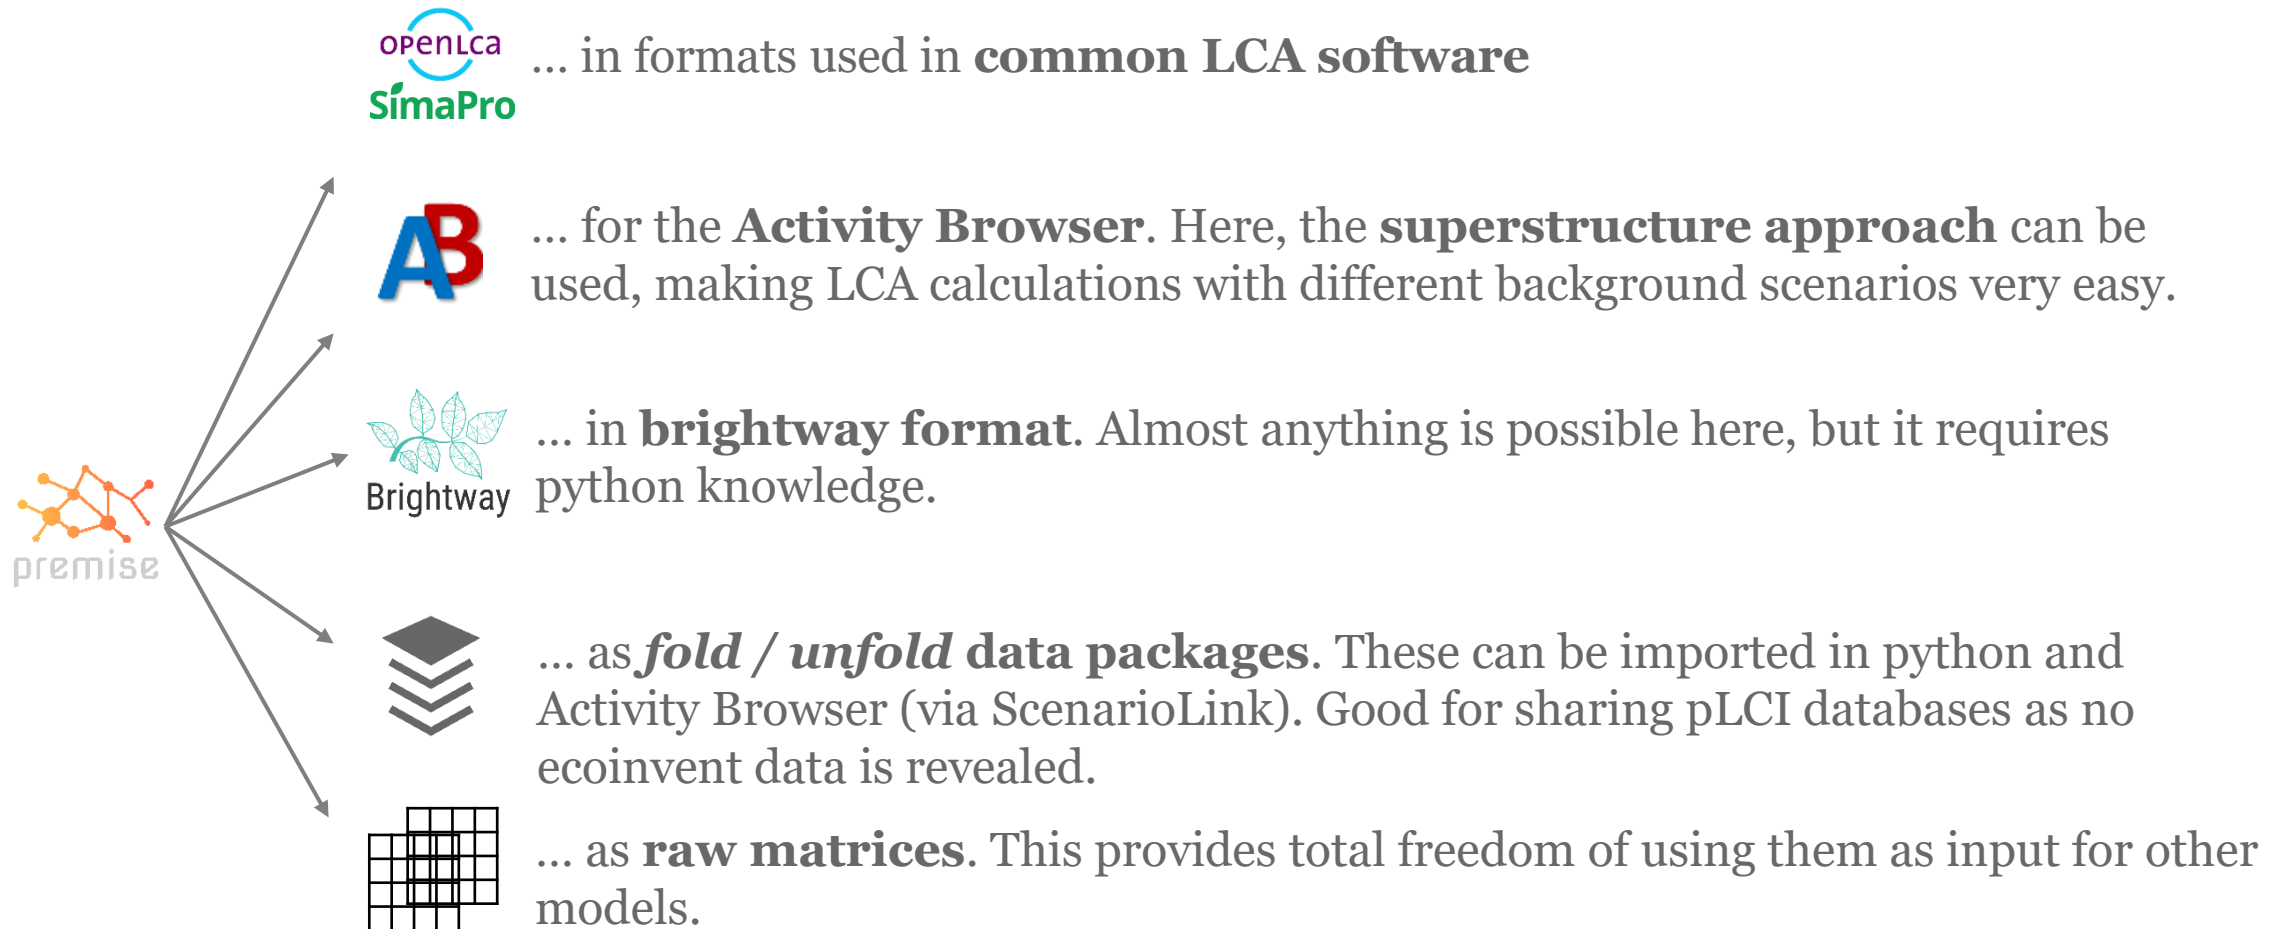 openLca
... in formats used in common LCA software
SimaPro
AB
... for the Activity Browser. Here, the superstructure approach can be
used, making LCA calculations with different background scenarios very easy.
... in brightway format. Almost anything is possible here, but it requires
Brightway
python knowledge.
premise
... as fold / unfold data packages. These can be imported in python and
Activity Browser (via ScenarioLink). Good for sharing pLCI databases as no
ecoinvent data is revealed.
... as raw matrices. This provides total freedom of using them as input for other
models.